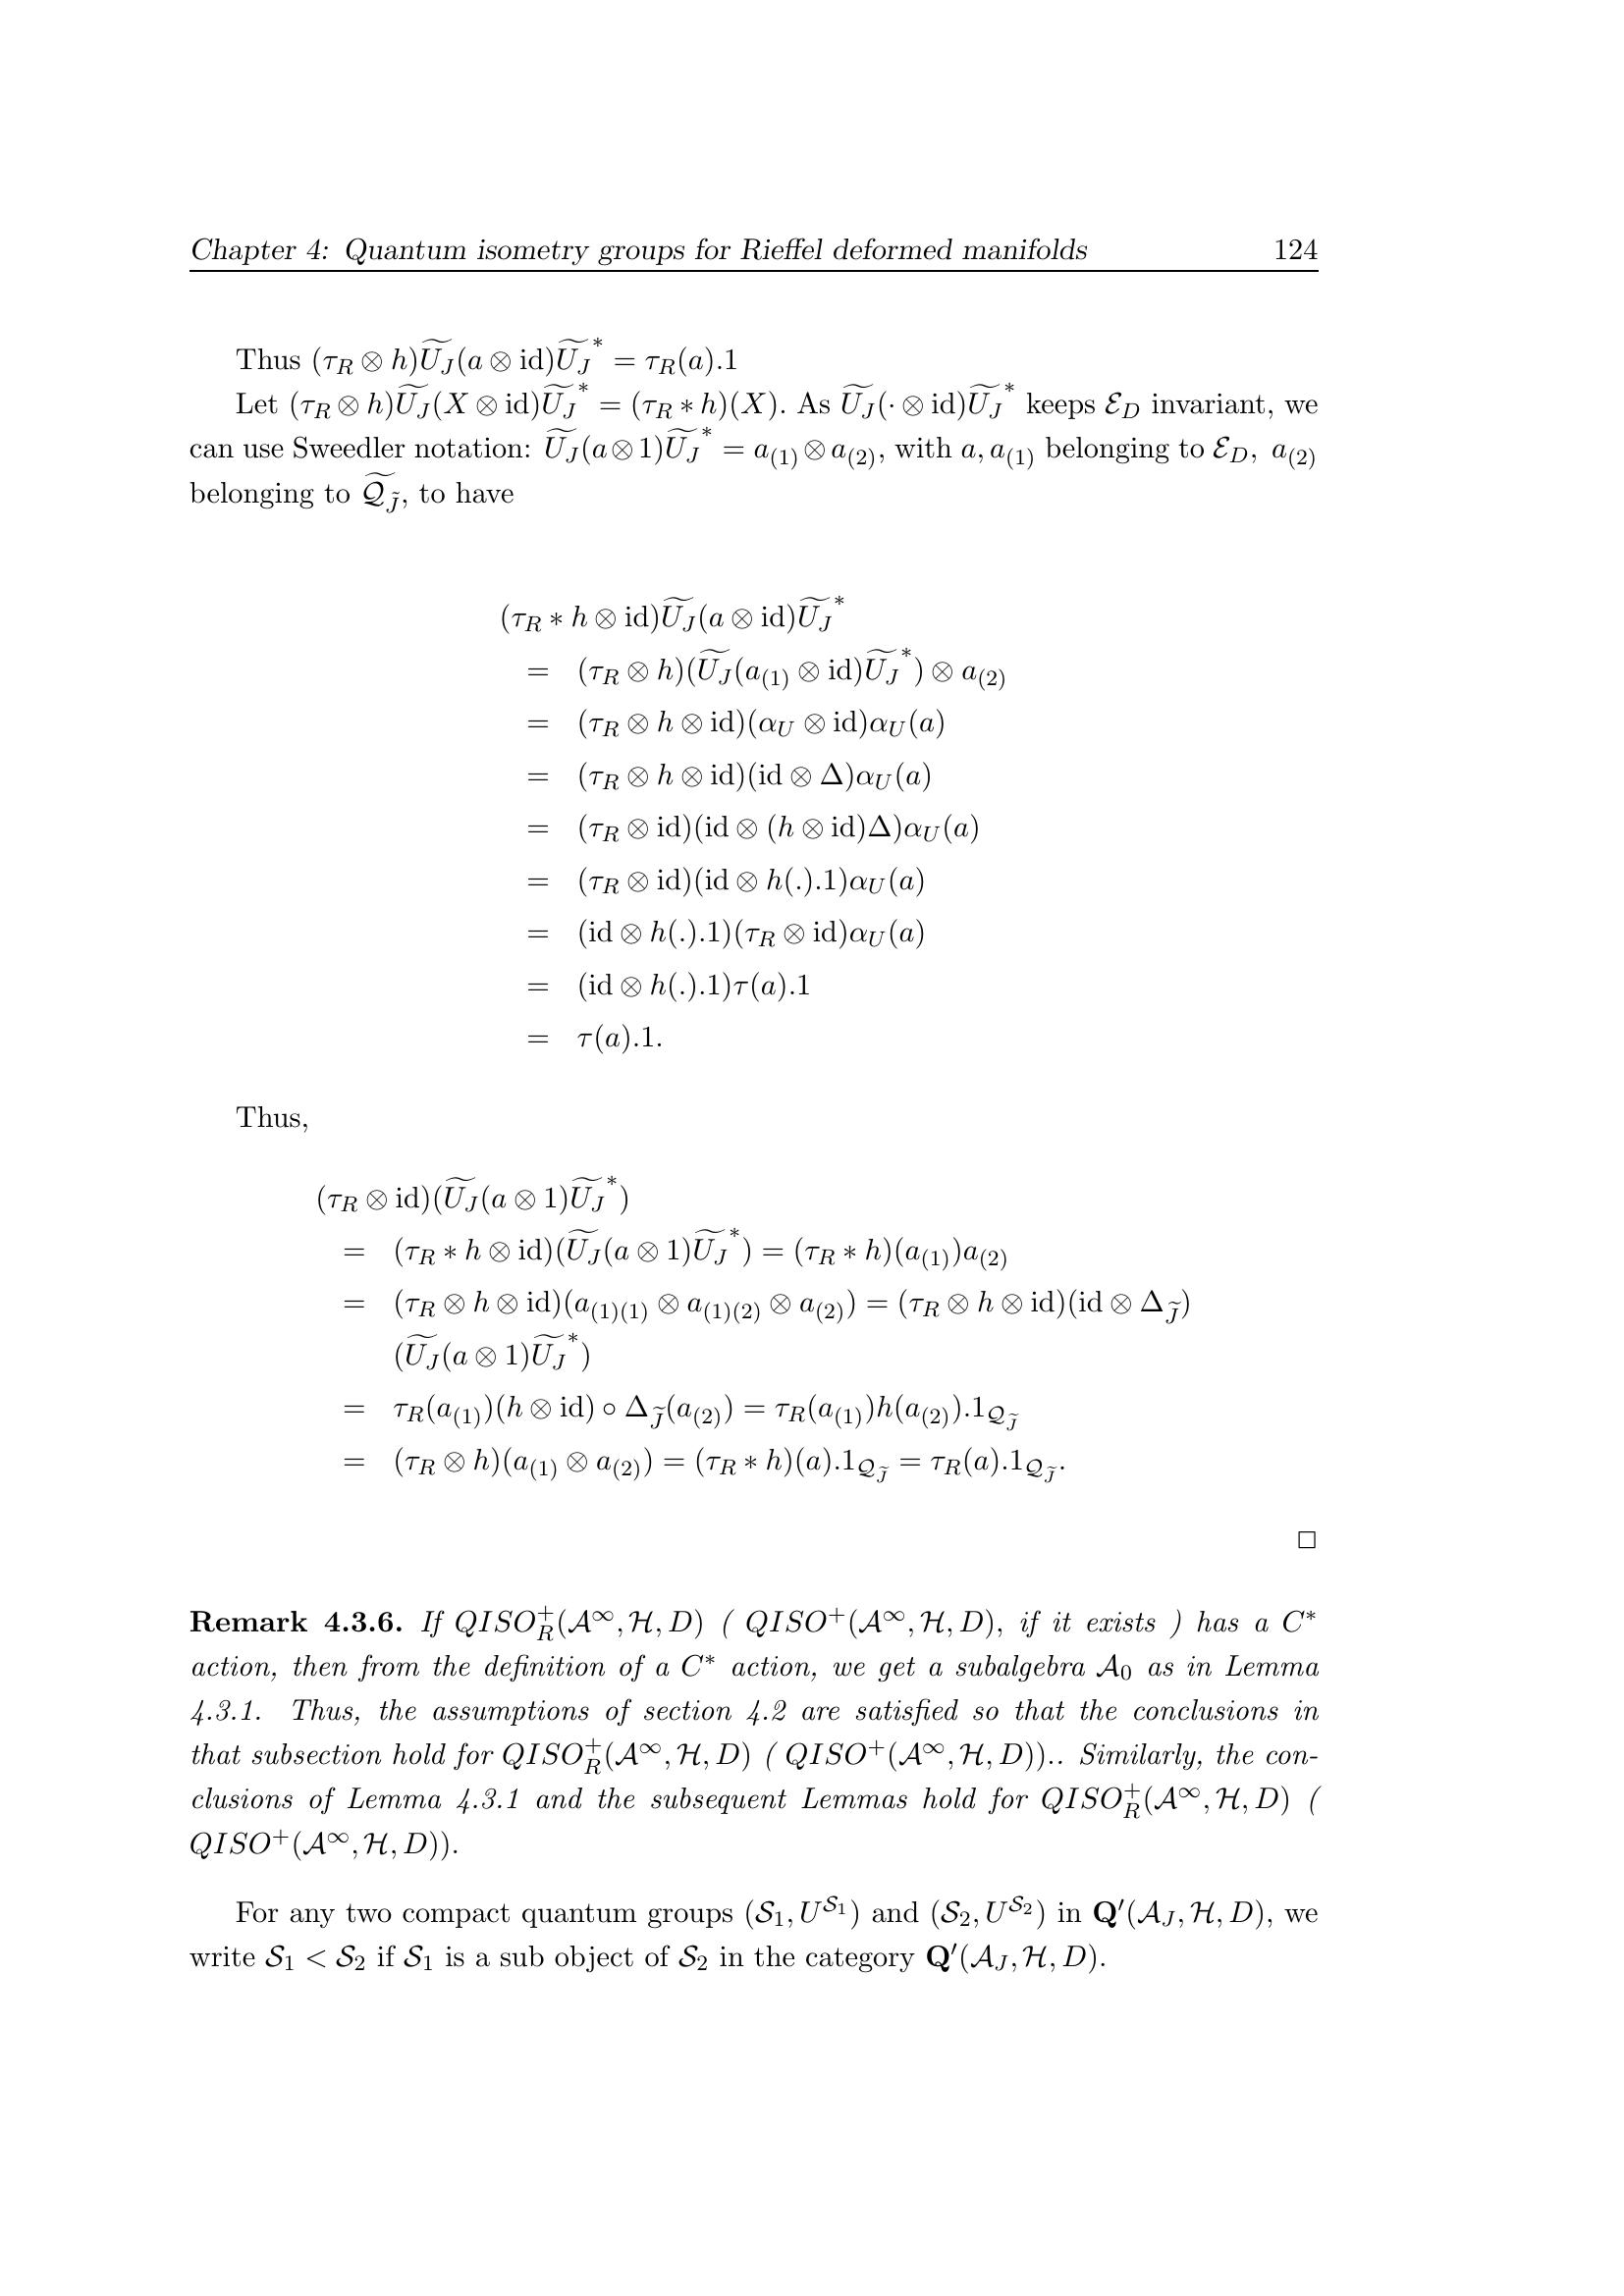 Chapter 4: Quantum isometry groups for Rieffel deformed manifolds 124
Thus $(\tau_R \otimes h)\widetilde{U_J}(a \otimes \mathrm{id})\widetilde{U_J}^* = \tau_R(a).1$
Let $(\tau_R \otimes h)\widetilde{U_J}(X \otimes \mathrm{id})\widetilde{U_J}^* = (\tau_R * h)(X)$. As $\widetilde{U_J}(\cdot \otimes \mathrm{id})\widetilde{U_J}^*$ keeps $\mathcal{E}_D$ invariant, we
can use Sweedler notation: $\widetilde{U_J}(a \otimes 1)\widetilde{U_J}^* = a_{(1)} \otimes a_{(2)}$, with $a, a_{(1)}$ belonging to $\mathcal{E}_D$, $a_{(2)}$
belonging to $\widetilde{\mathcal{Q}}_{\widetilde{J}}$, to have
$(\tau_R * h \otimes \mathrm{id})\widetilde{U_J}(a \otimes \mathrm{id})\widetilde{U_J}^*$
$= (\tau_R \otimes h)(\widetilde{U_J}(a_{(1)} \otimes \mathrm{id})\widetilde{U_J}^*) \otimes a_{(2)}$
$= (\tau_R \otimes h \otimes \mathrm{id})(\alpha_U \otimes \mathrm{id})\alpha_U(a)$
$= (\tau_R \otimes h \otimes \mathrm{id})(\mathrm{id} \otimes \Delta)\alpha_U(a)$
$= (\tau_R \otimes \mathrm{id})(\mathrm{id} \otimes (h \otimes \mathrm{id})\Delta)\alpha_U(a)$
$= (\tau_R \otimes \mathrm{id})(\mathrm{id} \otimes h(.).1)\alpha_U(a)$
$= (\mathrm{id} \otimes h(.).1)(\tau_R \otimes \mathrm{id})\alpha_U(a)$
$= (\mathrm{id} \otimes h(.).1)\tau(a).1$
$= \tau(a).1.$
Thus,
$(\tau_R \otimes \mathrm{id})(\widetilde{U_J}(a \otimes 1)\widetilde{U_J}^*)$
$= (\tau_R * h \otimes \mathrm{id})(\widetilde{U_J}(a \otimes 1)\widetilde{U_J}^*) = (\tau_R * h)(a_{(1)})a_{(2)}$
$= (\tau_R \otimes h \otimes \mathrm{id})(a_{(1)(1)} \otimes a_{(1)(2)} \otimes a_{(2)}) = (\tau_R \otimes h \otimes \mathrm{id})(\mathrm{id} \otimes \Delta_{\widetilde{J}})$
$(\widetilde{U_J}(a \otimes 1)\widetilde{U_J}^*)$
$= \tau_R(a_{(1)})(h \otimes \mathrm{id}) \circ \Delta_{\widetilde{J}}(a_{(2)}) = \tau_R(a_{(1)})h(a_{(2)}).1_{\mathcal{Q}_{\widetilde{J}}}$
$= (\tau_R \otimes h)(a_{(1)} \otimes a_{(2)}) = (\tau_R * h)(a).1_{\mathcal{Q}_{\widetilde{J}}} = \tau_R(a).1_{\mathcal{Q}_{\widetilde{J}}}.$
□
Remark 4.3.6. If $QISO_R^+(\mathcal{A}^\infty, \mathcal{H}, D)$ ( $QISO^+(\mathcal{A}^\infty, \mathcal{H}, D)$, if it exists ) has a $C^*$
action, then from the definition of a $C^*$ action, we get a subalgebra $\mathcal{A}_0$ as in Lemma
4.3.1. Thus, the assumptions of section 4.2 are satisfied so that the conclusions in
that subsection hold for $QISO_R^+(\mathcal{A}^\infty, \mathcal{H}, D)$ ( $QISO^+(\mathcal{A}^\infty, \mathcal{H}, D)$).. Similarly, the con-
clusions of Lemma 4.3.1 and the subsequent Lemmas hold for $QISO_R^+(\mathcal{A}^\infty, \mathcal{H}, D)$ (
$QISO^+(\mathcal{A}^\infty, \mathcal{H}, D)$).
For any two compact quantum groups $(\mathcal{S}_1, U^{\mathcal{S}_1})$ and $(\mathcal{S}_2, U^{\mathcal{S}_2})$ in $\mathbf{Q}'(\mathcal{A}_J, \mathcal{H}, D)$, we
write $\mathcal{S}_1 < \mathcal{S}_2$ if $\mathcal{S}_1$ is a sub object of $\mathcal{S}_2$ in the category $\mathbf{Q}'(\mathcal{A}_J, \mathcal{H}, D)$.